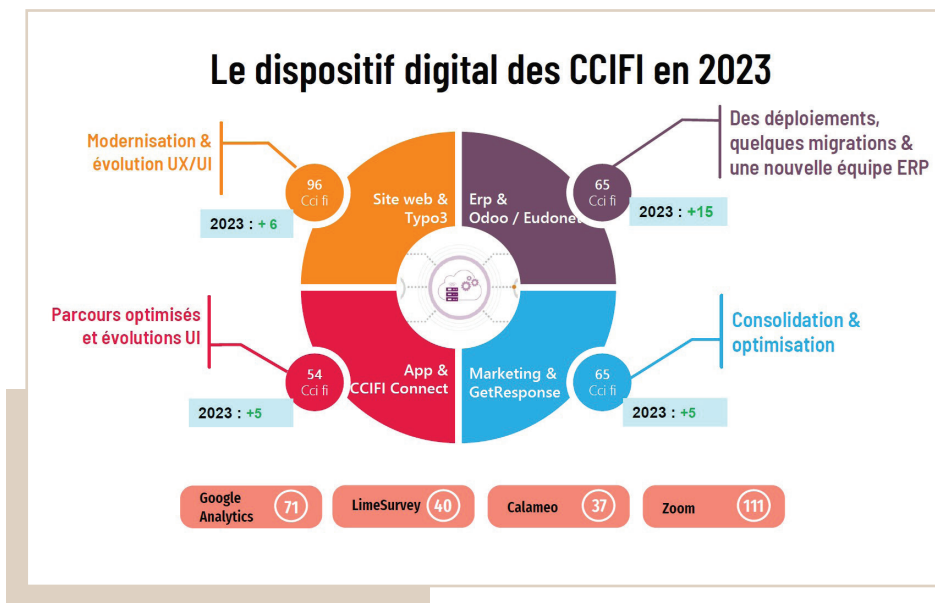 Le dispositif digital des CCIFI en 2023
Modernisation &
évolution UX/UI
96
Cci fi
2023 : + 6
Site web &
Typo3
Erp &
Odoo / Eudonet
65
Cci fi
2023 : +15
Des déploiements,
quelques migrations &
une nouvelle équipe ERP
Parcours optimisés
et évolutions UI
54
Cci fi
2023 : +5
App &
CCIFI Connect
Marketing &
GetResponse
65
Cci fi
2023 : +5
Consolidation &
optimisation
Google
Analytics
71
LimeSurvey
40
Calameo
37
Zoom
111